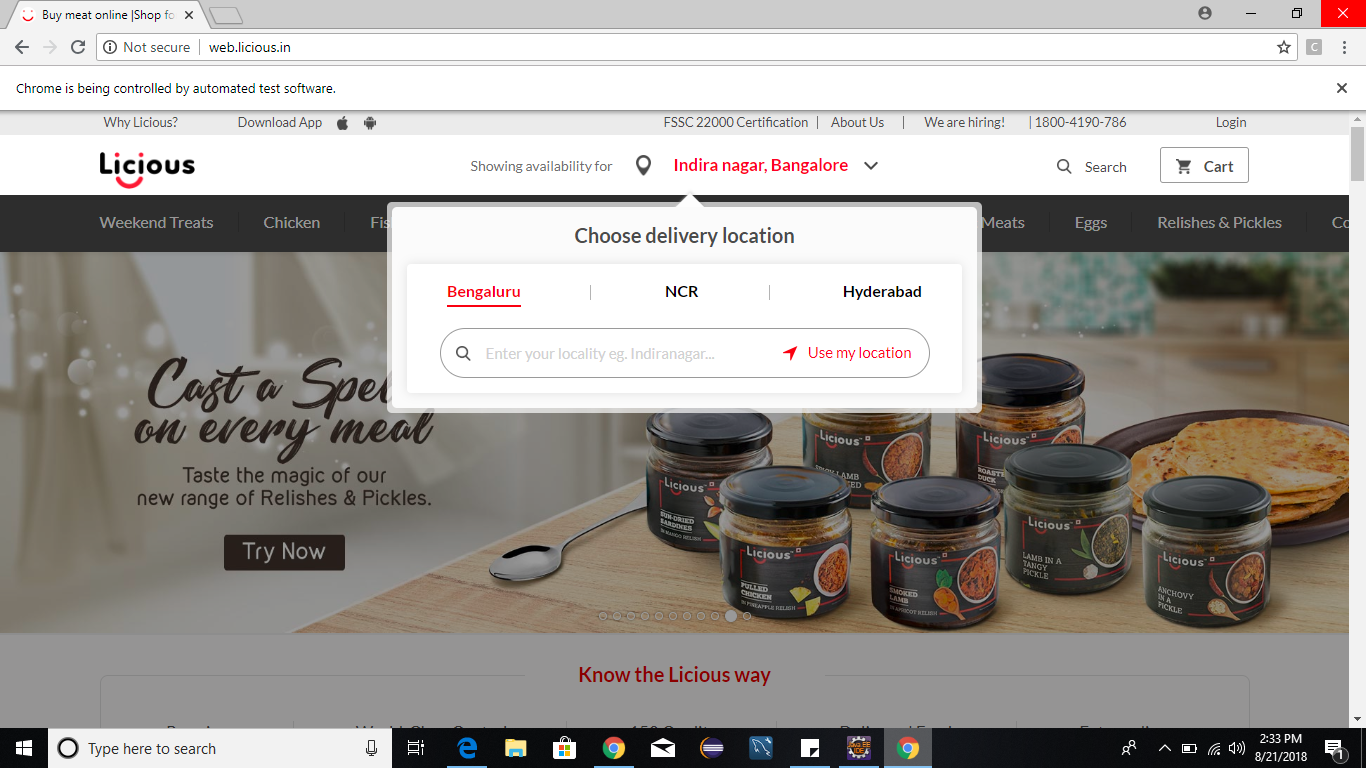 Buy meat online |Shop fo
Not secure web.licious.in
Chrome is being controlled by automated test software.
Why Licious? Download App FSSC 22000 Certification | About Us | We are hiring! | 1800-4190-786 Login
Licious Showing availability for Indira nagar, Bangalore Search Cart
Weekend Treats Chicken Fis Meats Eggs Relishes & Pickles Co
Choose delivery location
Bengaluru | NCR | Hyderabad
Enter your locality eg. Indiranagar... Use my location
Cast a Spel
on every meal
Taste the magic of our
new range of Relishes & Pickles.
Try Now
Licious
SUN-DRIED
SARDINES
IN MANGO RELISH
Licious
SPICY LAMB
Licious
ROASTED
DUCK
Licious
PULLED
CHICKEN
IN PINEAPPLE RELISH
Licious
SMOKED
LAMB
IN APRICOT RELISH
Licious
LAMB IN A
TANGY
PICKLE
Licious
ANCHOVY
IN A
PICKLE
Know the Licious way
Type here to search
2:33 PM
8/21/2018
1